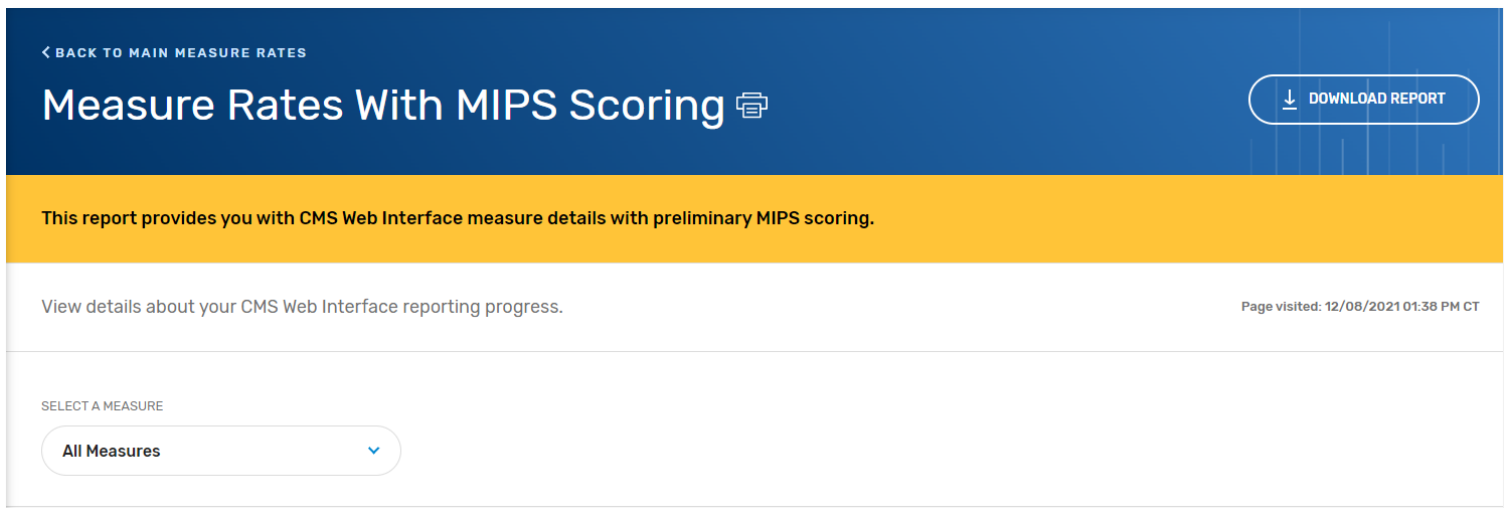 BACK TO MAIN MEASURE RATES
Measure Rates With MIPS Scoring
DOWNLOAD REPORT
This report provides you with CMS Web Interface measure details with preliminary MIPS scoring.
View details about your CMS Web Interface reporting progress.
Page visited: 12/08/2021 01:38 PM CT
SELECT A MEASURE
All Measures